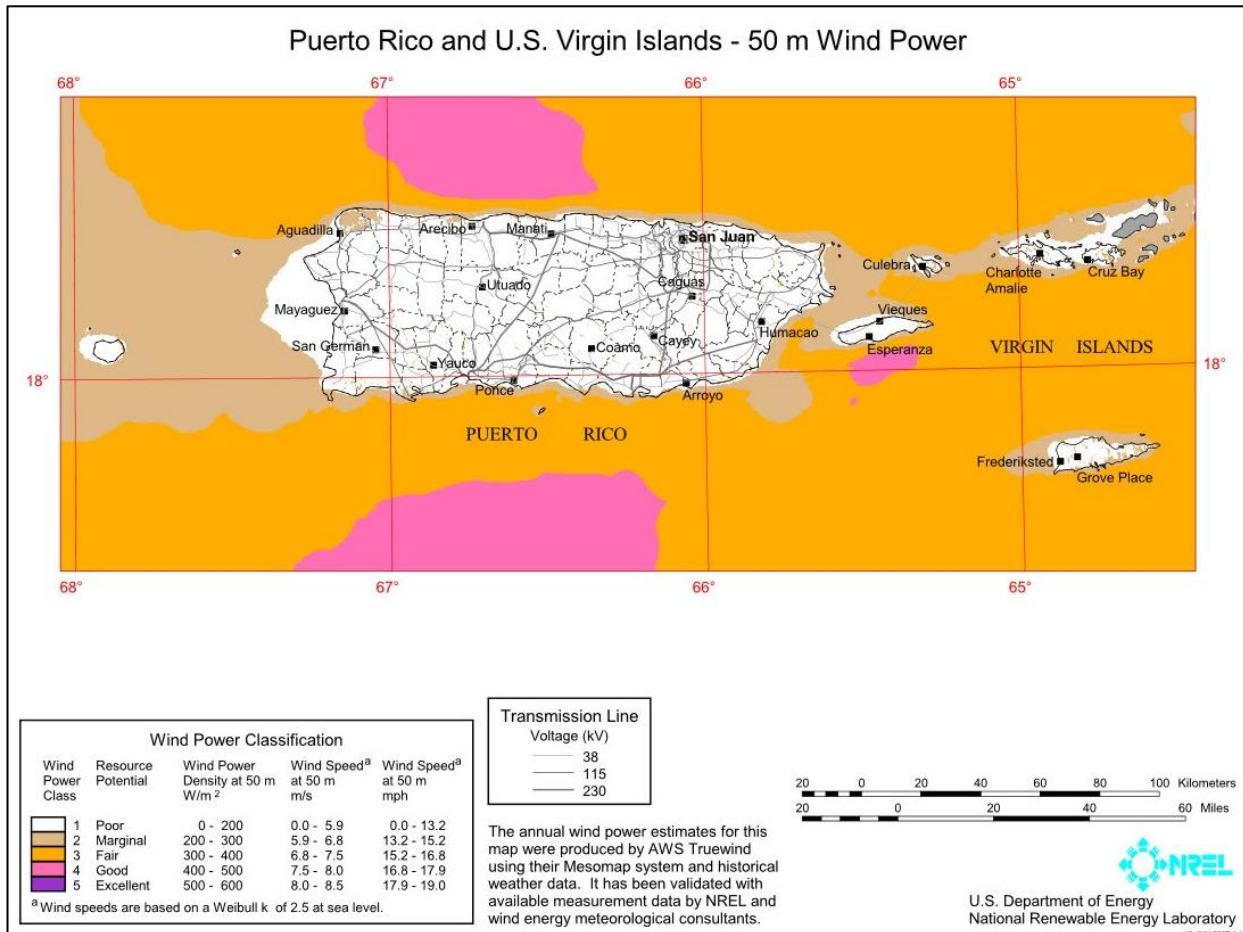 Puerto Rico and U.S. Virgin Islands - 50 m Wind Power
68° 67° 66° 65°
Aguadilla
Arecibo
Manati
San Juan
Culebra
Charlotte
Amalie
Cruz Bay
Utuado
Caguas
Mayaguez
Vieques
Humacao
San German
Coamo
Cayey
Esperanza
VIRGIN ISLANDS
Yauco
18° 18°
Ponce
Arroyo
PUERTO RICO
Frederiksted
Grove Place
68° 67° 66° 65°
Wind Power Classification
Wind Resource Wind Power Wind Speedᵃ Wind Speedᵃ
Power Potential Density at 50 m at 50 m at 50 m
Class W/m² m/s mph
1 Poor 0 - 200 0.0 - 5.9 0.0 - 13.2
2 Marginal 200 - 300 5.9 - 6.8 13.2 - 15.2
3 Fair 300 - 400 6.8 - 7.5 15.2 - 16.8
4 Good 400 - 500 7.5 - 8.0 16.8 - 17.9
5 Excellent 500 - 600 8.0 - 8.5 17.9 - 19.0
ᵃ Wind speeds are based on a Weibull k of 2.5 at sea level.
Transmission Line
Voltage (kV)
38
115
230
The annual wind power estimates for this
map were produced by AWS Truewind
using their Mesomap system and historical
weather data. It has been validated with
available measurement data by NREL and
wind energy meteorological consultants.
20 0 20 40 60 80 100 Kilometers
20 0 20 40 60 Miles
NREL
U.S. Department of Energy
National Renewable Energy Laboratory